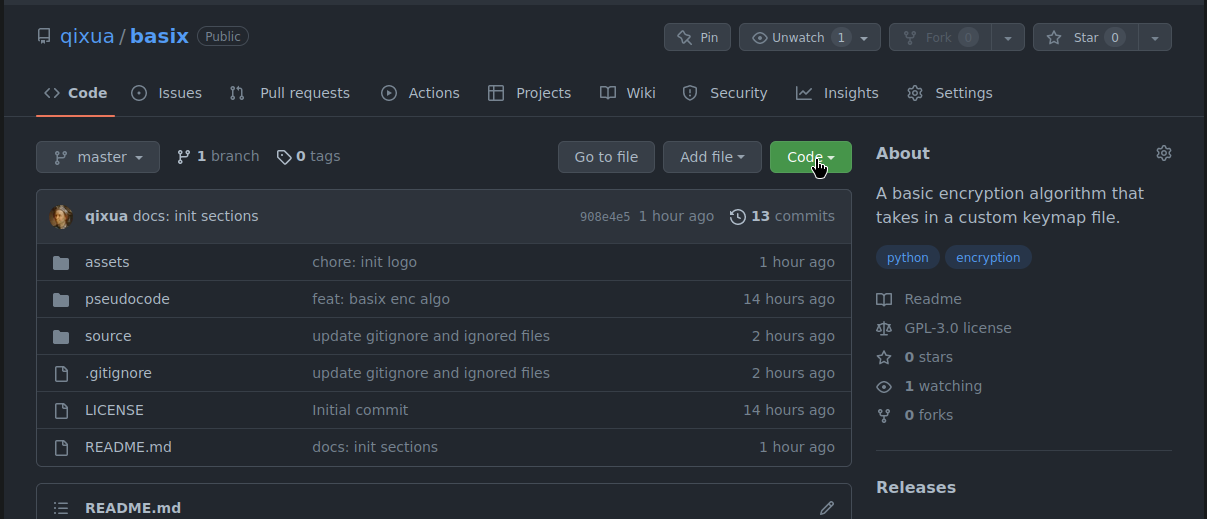 qixua / basix Public Pin Unwatch 1 Fork 0 Star 0
Code Issues Pull requests Actions Projects Wiki Security Insights Settings
master 1 branch 0 tags Go to file Add file Code
qixua docs: init sections 908e4e5 1 hour ago 13 commits
assets chore: init logo 1 hour ago
pseudocode feat: basix enc algo 14 hours ago
source update gitignore and ignored files 2 hours ago
.gitignore update gitignore and ignored files 2 hours ago
LICENSE Initial commit 14 hours ago
README.md docs: init sections 1 hour ago
README.md
About
A basic encryption algorithm that
takes in a custom keymap file.
python encryption
Readme
GPL-3.0 license
0 stars
1 watching
0 forks
Releases